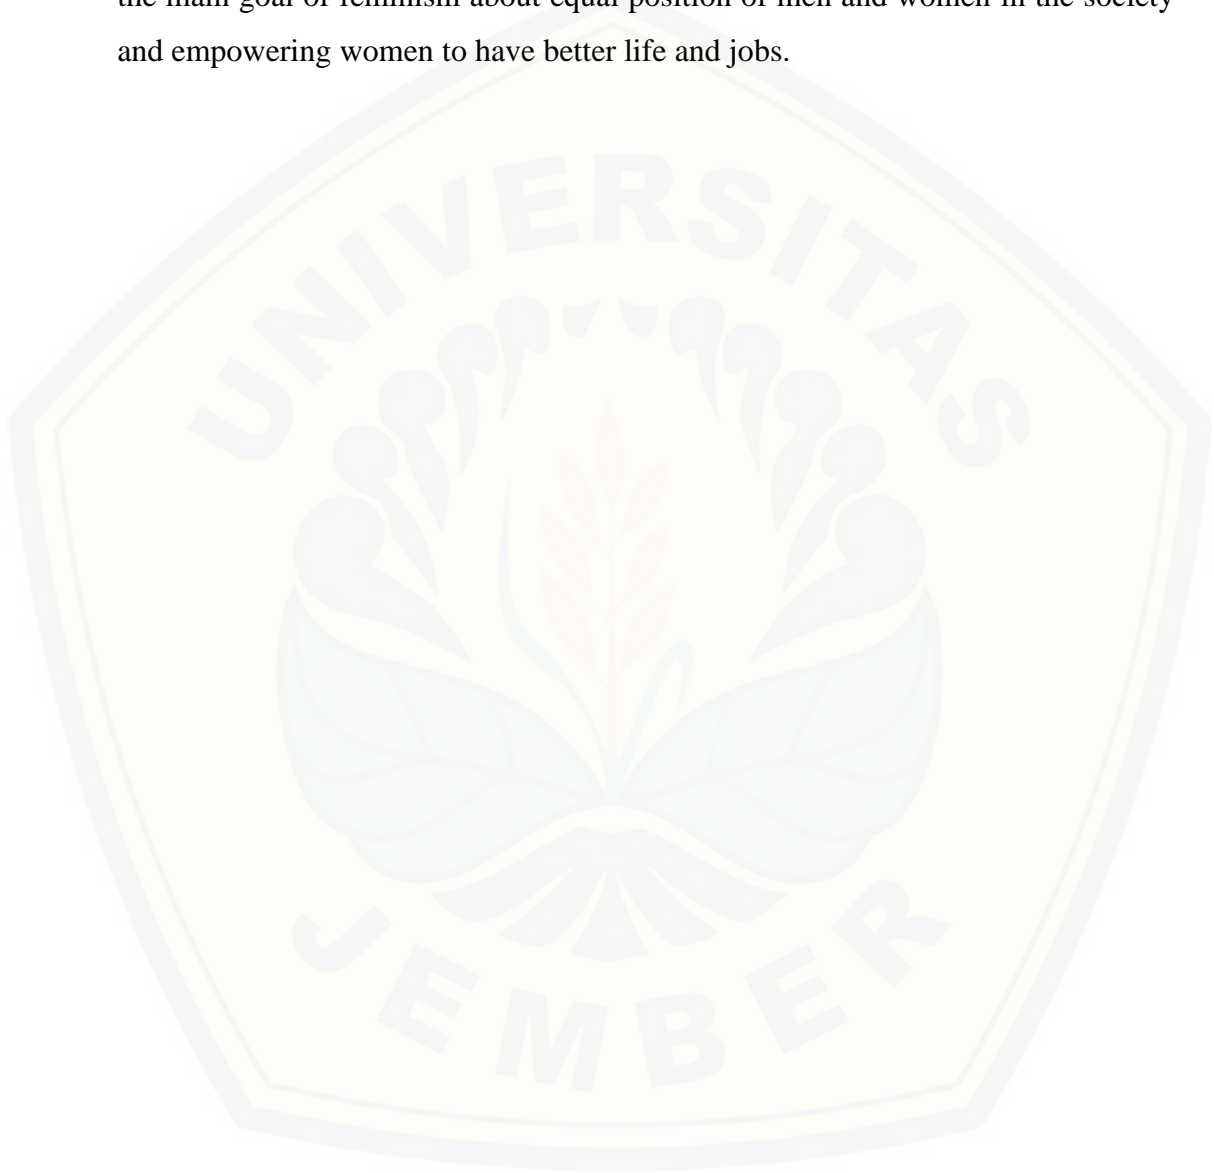 the main goal of feminism about equal position of men and women in the society
and empowering women to have better life and jobs.
UNIVERSITAS
JEMBER